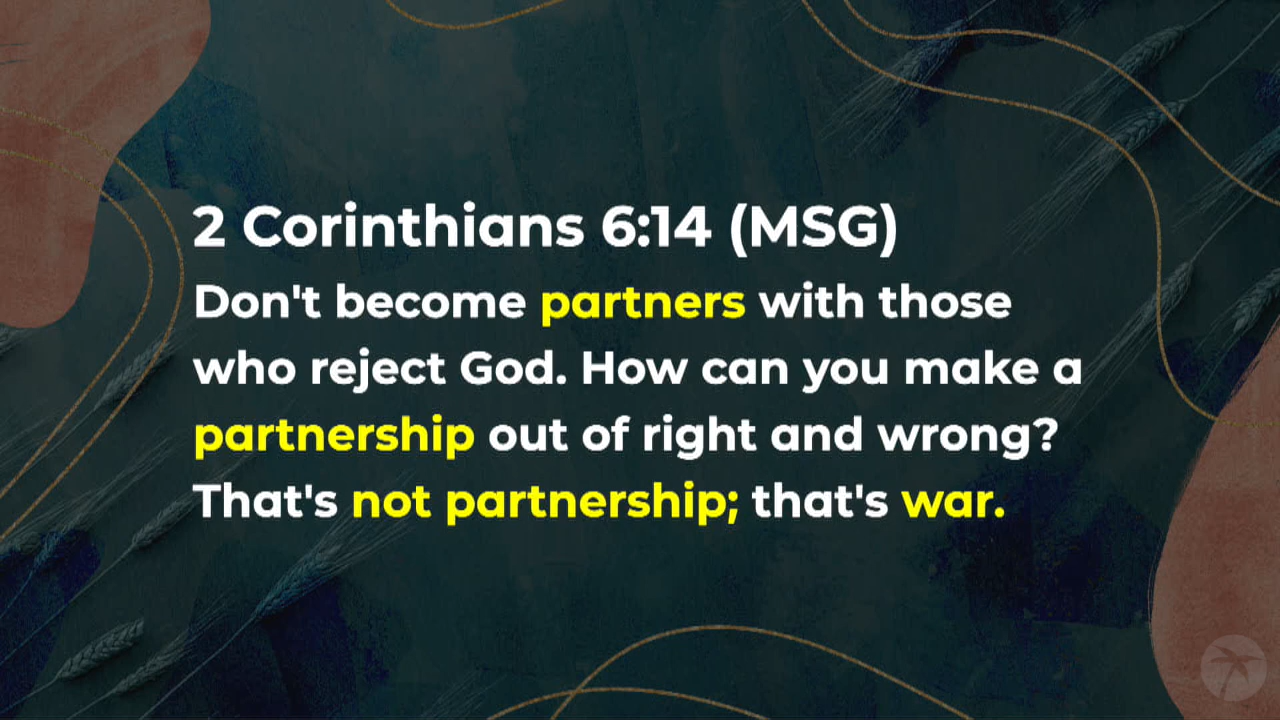 2 Corinthians 6:14 (MSG)
Don't become partners with those
who reject God. How can you make a
partnership out of right and wrong?
That's not partnership; that's war.